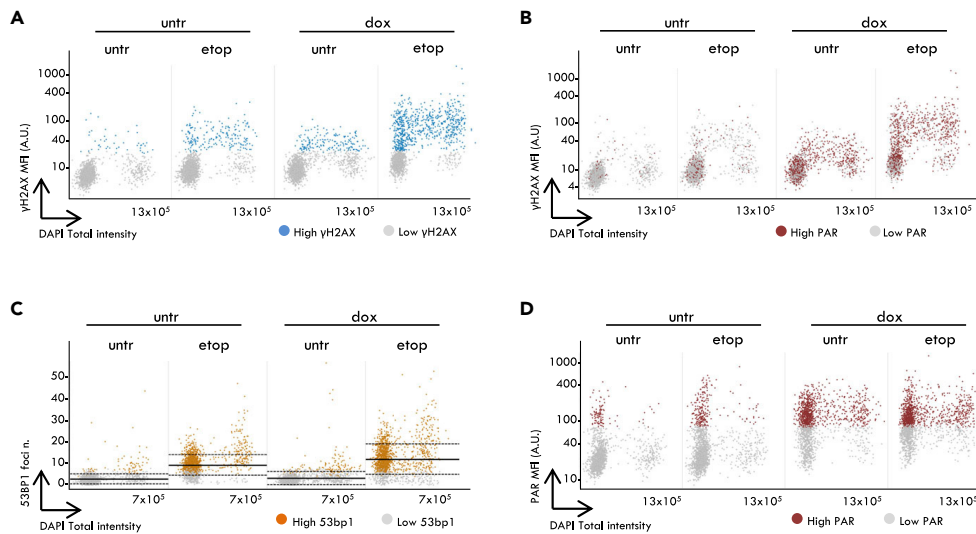 A
untr
dox
untr
etop
untr
etop
γH2AX MFI (A.U.)
1000
400
100
40
10
13x10⁵
13x10⁵
13x10⁵
13x10⁵
DAPI Total intensity
High γH2AX
Low γH2AX
B
untr
dox
untr
etop
untr
etop
γH2AX MFI (A.U.)
1000
400
100
40
10
4
13x10⁵
13x10⁵
13x10⁵
13x10⁵
DAPI Total intensity
High PAR
Low PAR
C
untr
dox
untr
etop
untr
etop
53BP1 foci n.
50
40
30
20
10
0
7x10⁵
7x10⁵
7x10⁵
7x10⁵
DAPI Total intensity
High 53bp1
Low 53bp1
D
untr
dox
untr
etop
untr
etop
PAR MFI (A.U.)
1000
400
100
40
10
13x10⁵
13x10⁵
13x10⁵
13x10⁵
DAPI Total intensity
High PAR
Low PAR